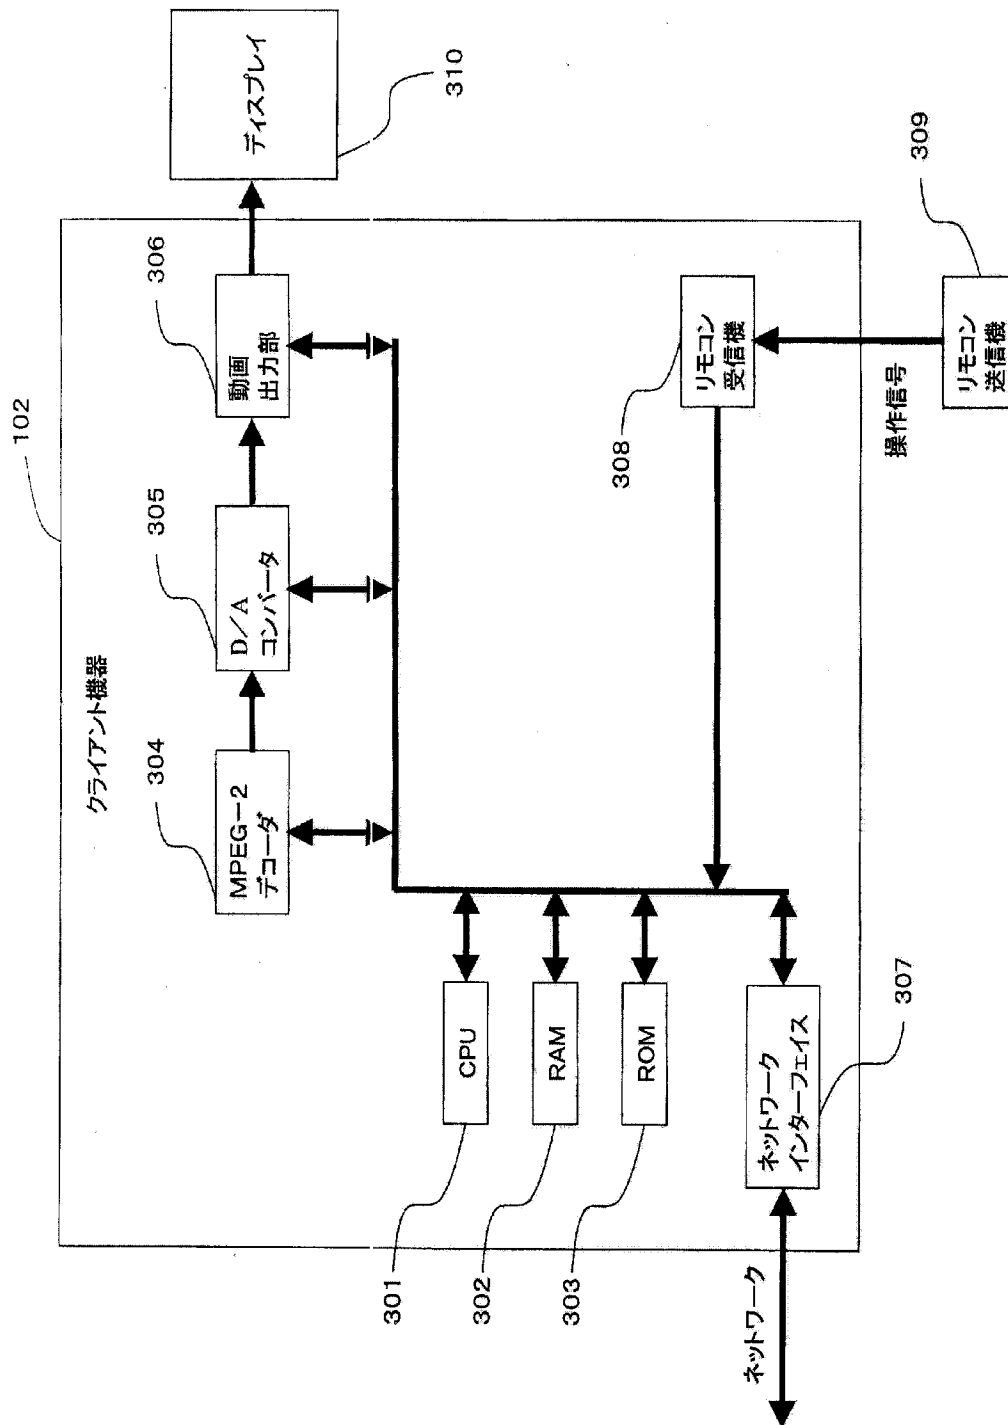 102
クライアント機器
304
305
306
MPEG－2
デコーダ
D／A
コンバータ
動画
出力部
ディスプレイ
310
301
CPU
302
RAM
303
ROM
308
リモコン
受信機
ネットワーク
ネットワーク
インターフェイス
307
操作信号
リモコン
送信機
309